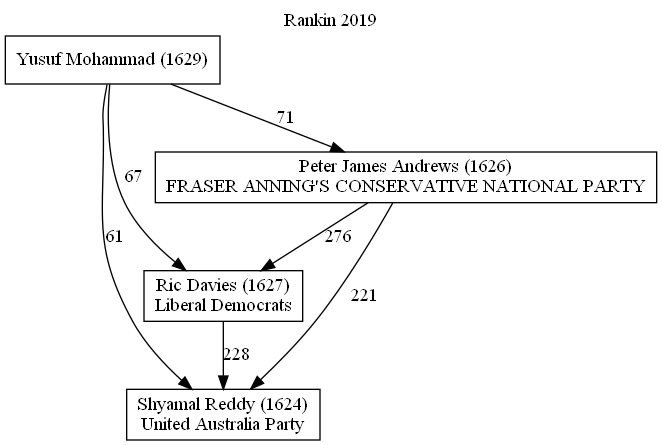 Rankin 2019
Yusuf Mohammad (1629)
71
Peter James Andrews (1626)
FRASER ANNING'S CONSERVATIVE NATIONAL PARTY
67
61
276
Ric Davies (1627)
Liberal Democrats
221
228
Shyamal Reddy (1624)
United Australia Party